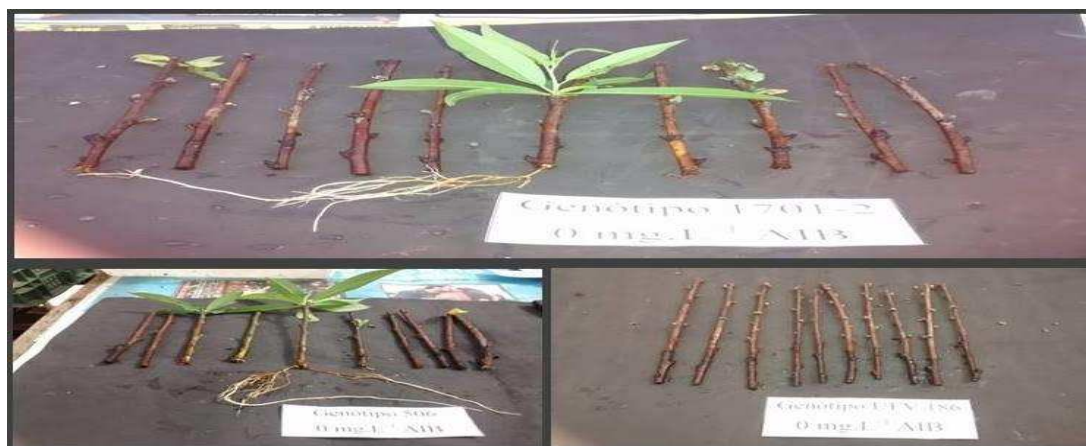 Genótipo 1701-2
0 mg.L⁻¹ AIB
Genótipo 506
0 mg.L⁻¹ AIB
Genótipo
0 mg.L⁻¹ AIB